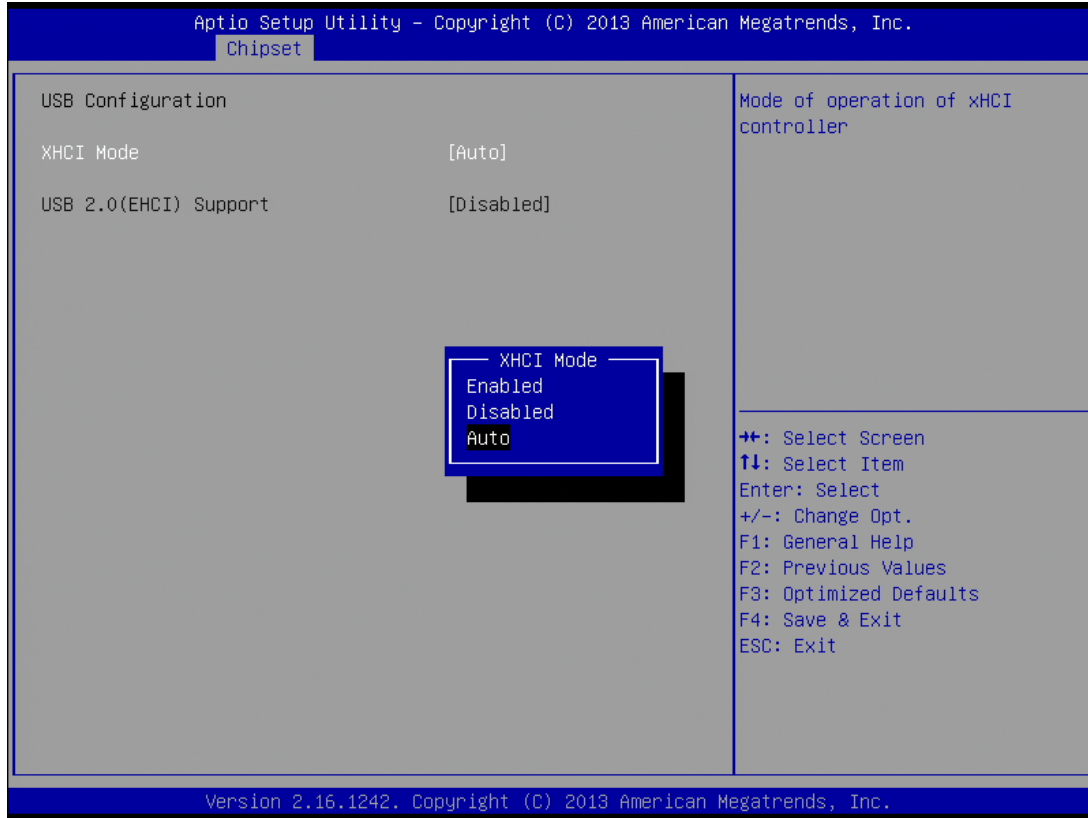 Aptio Setup Utility – Copyright (C) 2013 American Megatrends, Inc.
Chipset
USB Configuration
XHCI Mode [Auto]
USB 2.0(EHCI) Support [Disabled]
XHCI Mode
Enabled
Disabled
Auto
Mode of operation of xHCI
controller
→←: Select Screen
↑↓: Select Item
Enter: Select
+/-: Change Opt.
F1: General Help
F2: Previous Values
F3: Optimized Defaults
F4: Save & Exit
ESC: Exit
Version 2.16.1242. Copyright (C) 2013 American Megatrends, Inc.